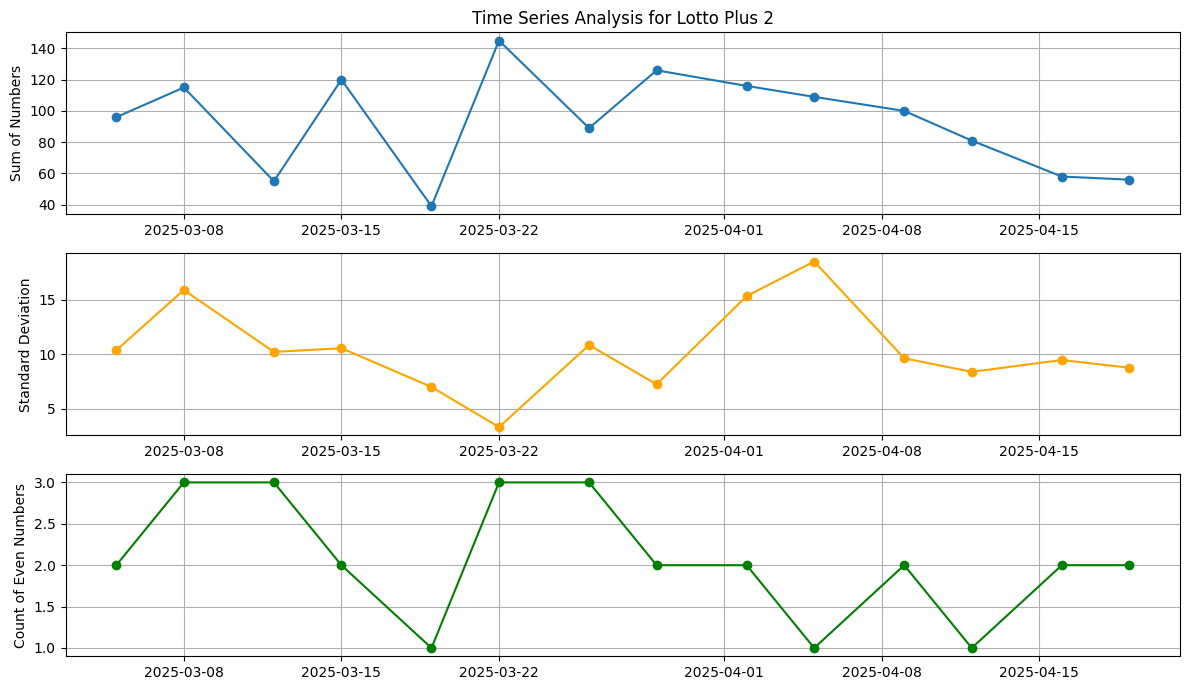 Time Series Analysis for Lotto Plus 2
Sum of Numbers
140
120
100
80
60
40
2025-03-08 2025-03-15 2025-03-22 2025-04-01 2025-04-08 2025-04-15
Standard Deviation
15
10
5
2025-03-08 2025-03-15 2025-03-22 2025-04-01 2025-04-08 2025-04-15
Count of Even Numbers
3.0
2.5
2.0
1.5
1.0
2025-03-08 2025-03-15 2025-03-22 2025-04-01 2025-04-08 2025-04-15